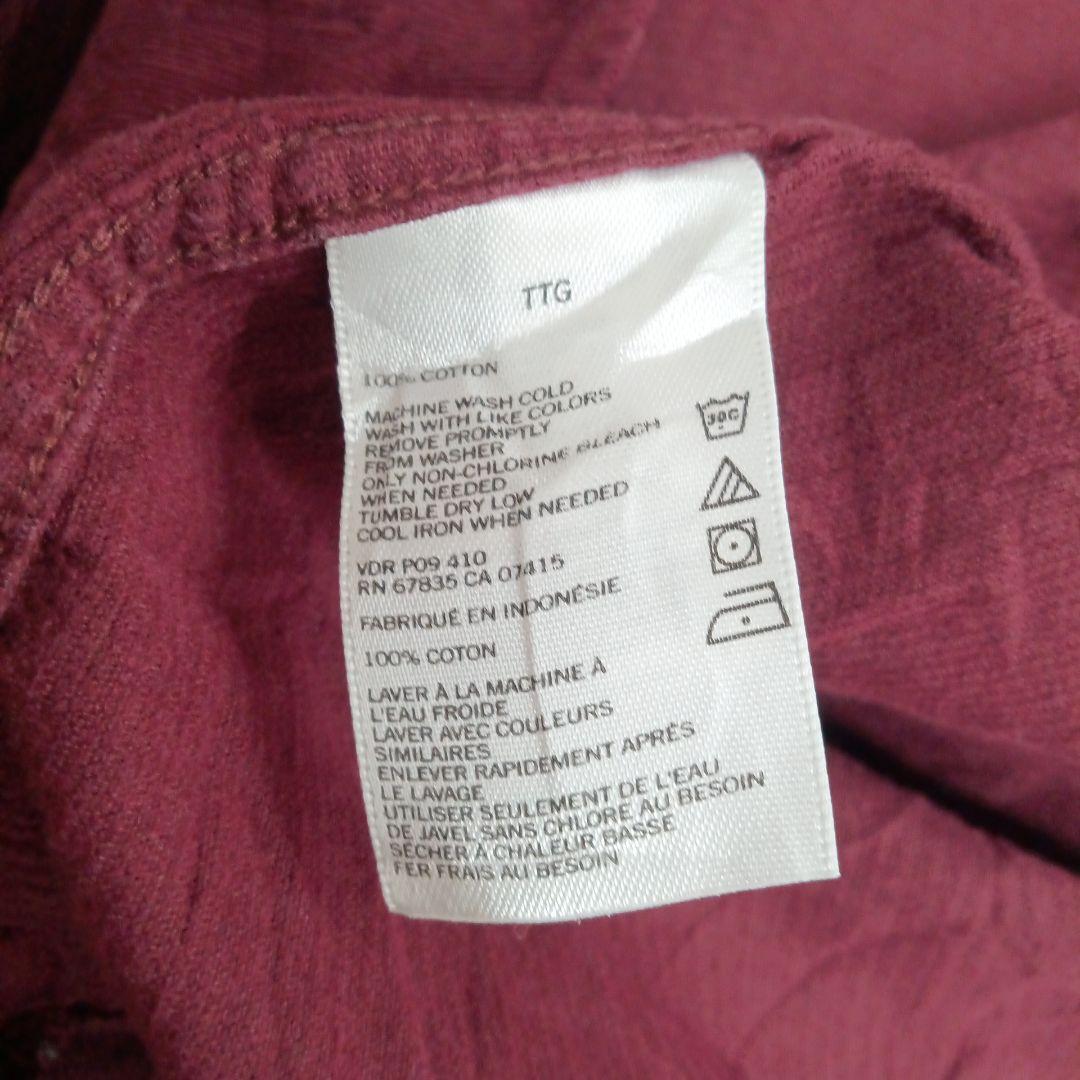 TTG
100% COTTON
MACHINE WASH COLD
WASH WITH LIKE COLORS
REMOVE PROMPTLY
FROM WASHER
ONLY NON-CHLORINE BLEACH
WHEN NEEDED
TUMBLE DRY LOW
COOL IRON WHEN NEEDED
VDR P09 410
RN 67835 CA 07415
FABRIQUÉ EN INDONÉSIE
100% COTON
LAVER À LA MACHINE À
L'EAU FROIDE
LAVER AVEC COULEURS
SIMILAIRES
ENLEVER RAPIDEMENT APRÉS
LE LAVAGE
UTILISER SEULEMENT DE L'EAU
DE JAVEL SANS CHLORE AU BESOIN
SÉCHER À CHALEUR BASSE
FER FRAIS AU BESOIN
30C